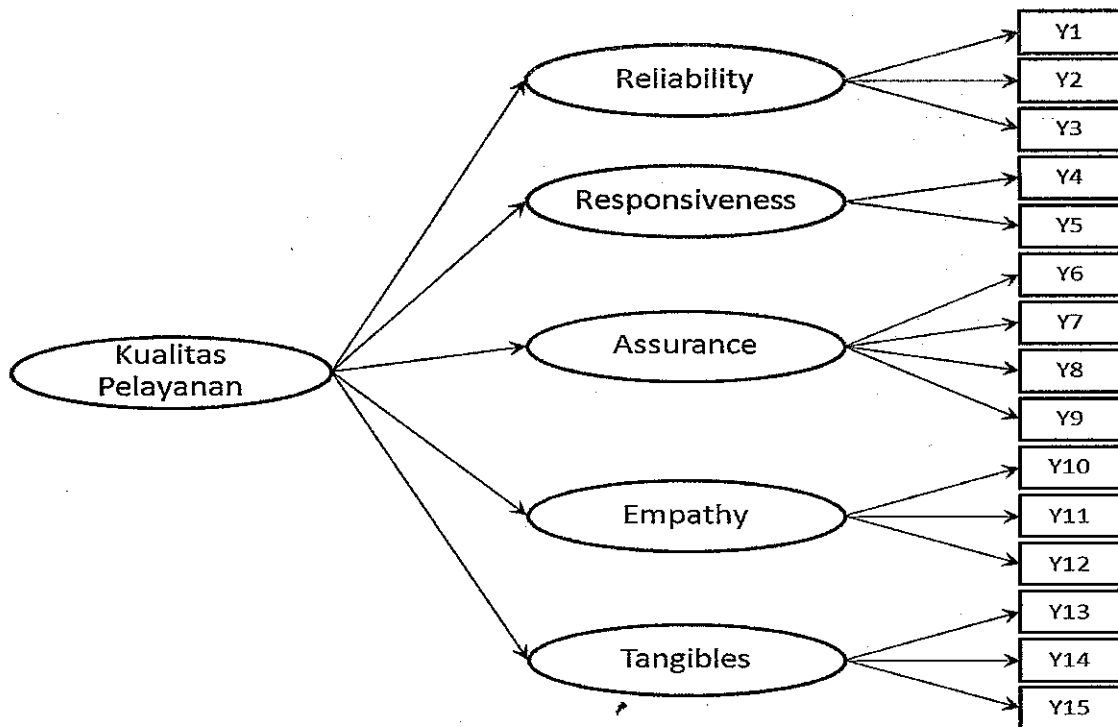 Kualitas
Pelayanan
Reliability
Responsiveness
Assurance
Empathy
Tangibles
Y1
Y2
Y3
Y4
Y5
Y6
Y7
Y8
Y9
Y10
Y11
Y12
Y13
Y14
Y15